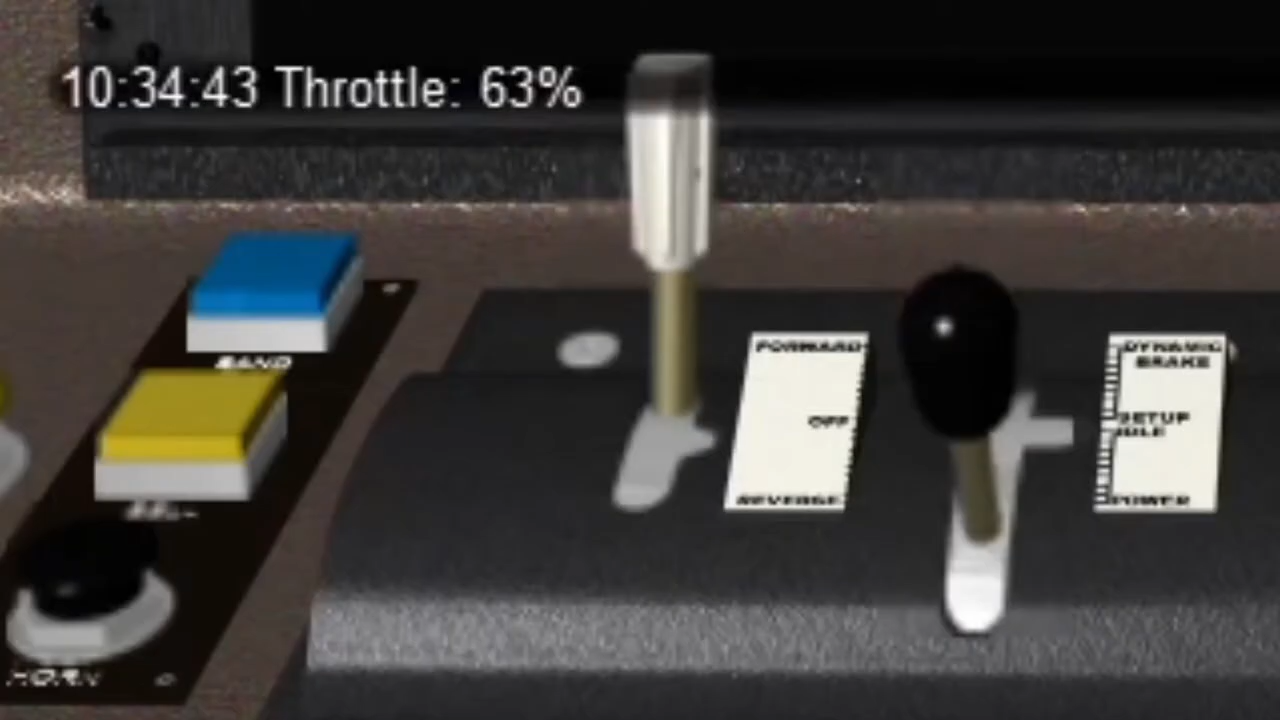 10:34:43 Throttle: 63%
SAND
FORWARD
OFF
REVERSE
DYNAMIC
BRAKE
SETUP
IDLE
POWER
HORN